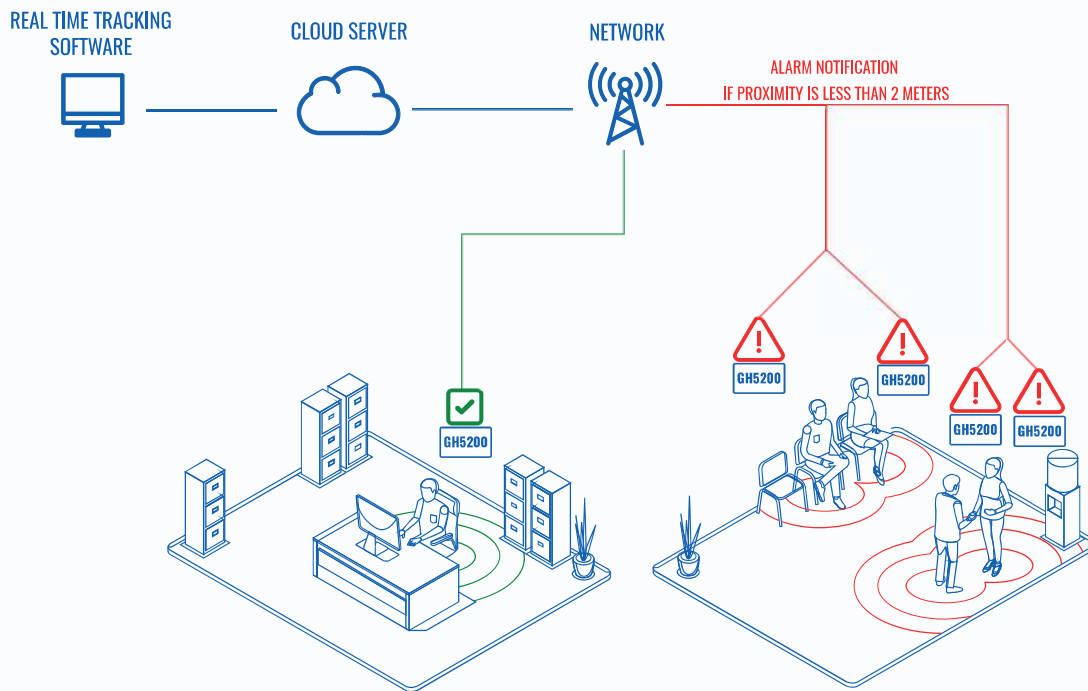 REAL TIME TRACKING
SOFTWARE
CLOUD SERVER
NETWORK
ALARM NOTIFICATION
IF PROXIMITY IS LESS THAN 2 METERS
GH5200
GH5200
GH5200
GH5200
GH5200